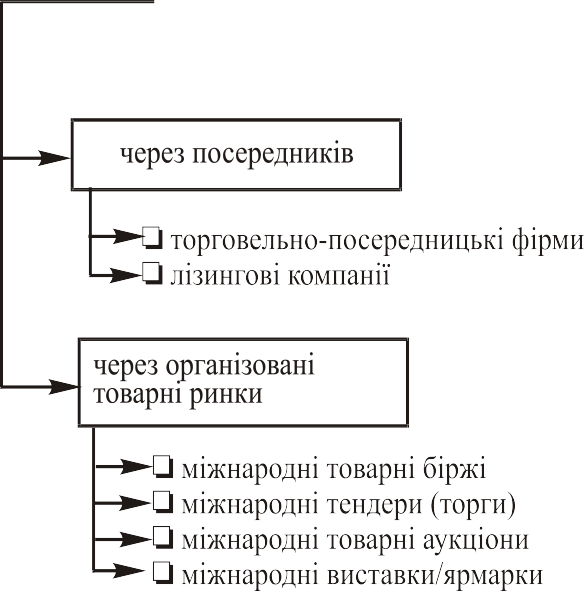 через посередників
торговельно-посередницькі фірми
лізингові компанії
через організовані
товарні ринки
міжнародні товарні біржі
міжнародні тендери (торги)
міжнародні товарні аукціони
міжнародні виставки/ярмарки